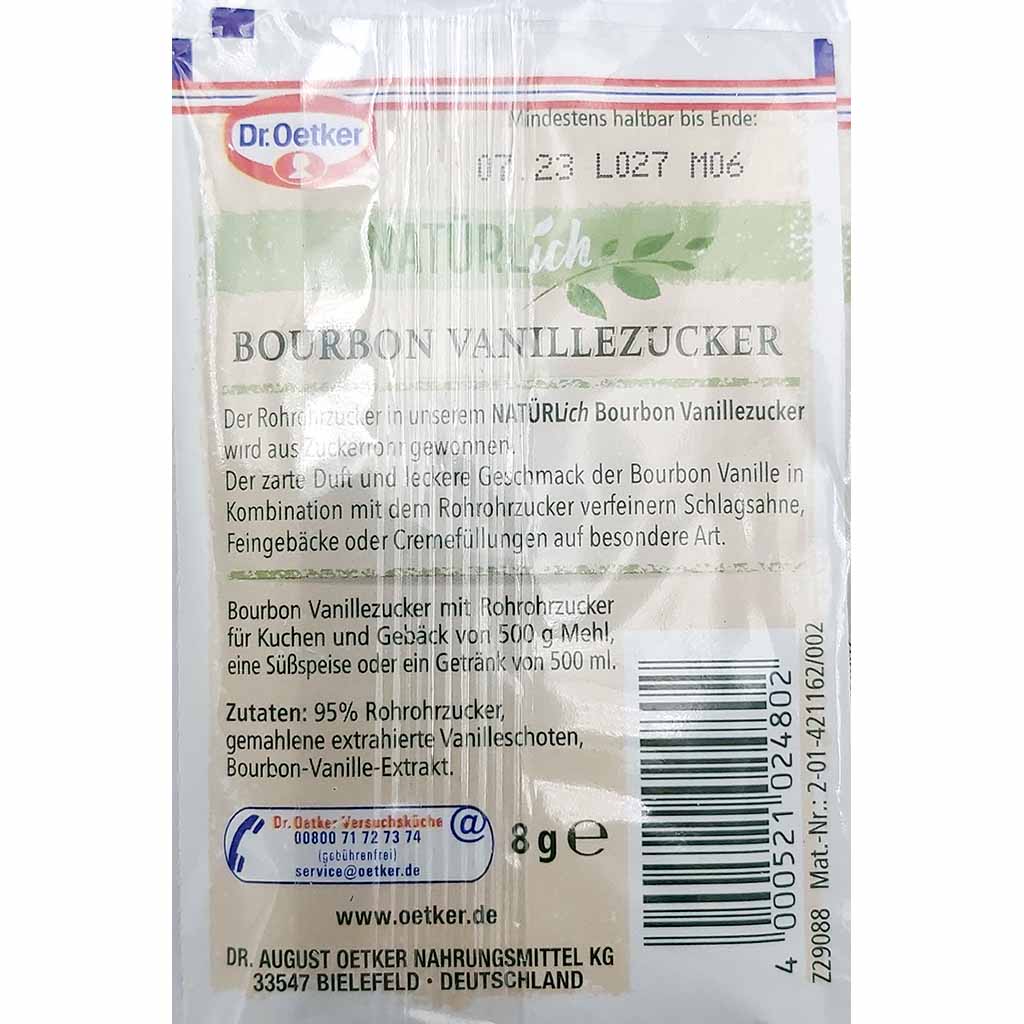 Dr.Oetker
Mindestens haltbar bis Ende:
07.23 L027 M06
NATÜRLich
BOURBON VANILLEZUCKER
Der Rohrohrzucker in unserem NATÜRLich Bourbon Vanillezucker
wird aus Zuckerrohr gewonnen.
Der zarte Duft und leckere Geschmack der Bourbon Vanille in
Kombination mit dem Rohrohrzucker verfeinern Schlagsahne,
Feingebäcke oder Cremefüllungen auf besondere Art.
Bourbon Vanillezucker mit Rohrohrzucker
für Kuchen und Gebäck von 500 g Mehl,
eine Süßspeise oder ein Getränk von 500 ml.
Zutaten: 95% Rohrohrzucker,
gemahlene extrahierte Vanilleschoten,
Bourbon-Vanille-Extrakt.
Dr. Oetker Versuchsküche @
00800 71 72 73 74
(gebührenfrei)
service@oetker.de
8 g e
www.oetker.de
DR. AUGUST OETKER NAHRUNGSMITTEL KG
33547 BIELEFELD · DEUTSCHLAND
4 000521 024802
Z29088 Mat.-Nr.: 2-01-421162/002